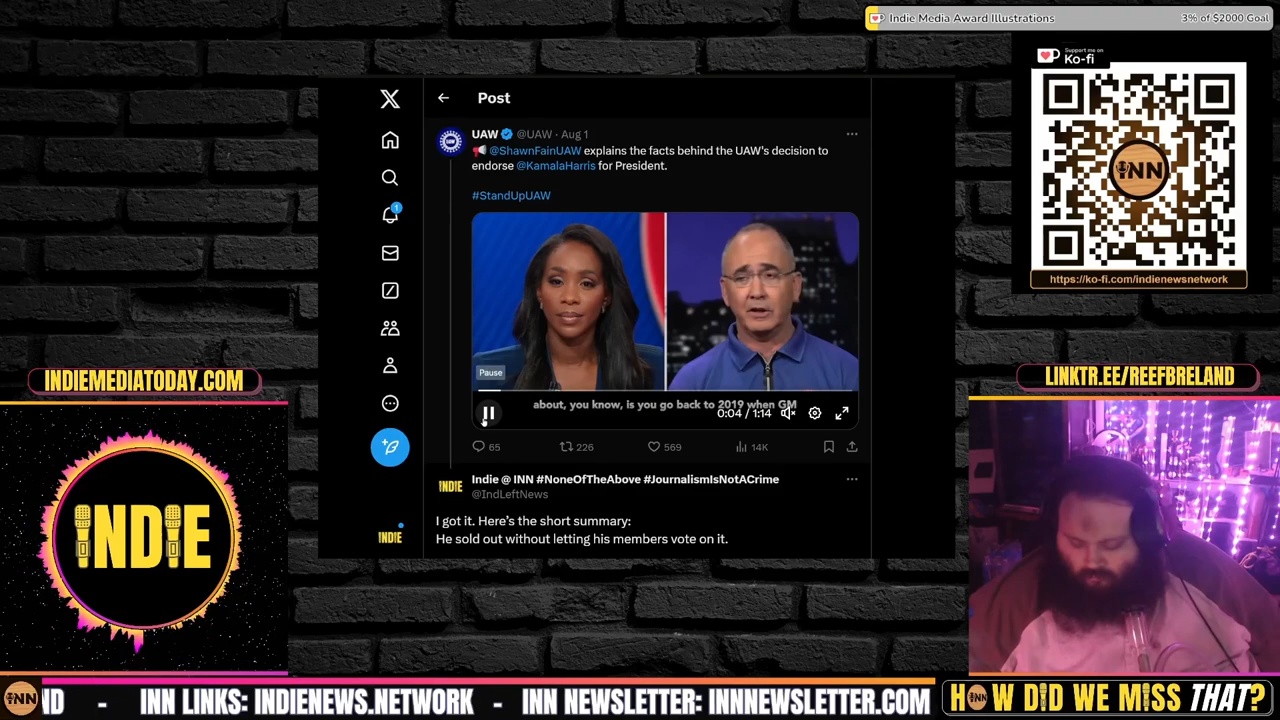 Indie Media Award Illustrations
3% of $2000 Goal
Support me on
Ko-fi
INN
https://ko-fi.com/indienewsnetwork
Post
UAW @UAW · Aug 1
@ShawnFainUAW explains the facts behind the UAW's decision to
endorse @KamalaHarris for President.
#StandUpUAW
Pause
about, you know, is you go back to 2019 when GM
0:04 / 1:14
65
226
569
14K
1
INDIE
Indie @ INN #NoneOfTheAbove #JournalismIsNotACrime
@IndLeftNews
I got it. Here's the short summary:
He sold out without letting his members vote on it.
INDIE
INDIEMEDIATODAY.COM
INDIE
LINKTR.EE/REEFBRELAND
INN
ND - INN LINKS: INDIENEWS.NETWORK - INN NEWSLETTER: INNNEWSLETTER.COM
HOW DID WE MISS THAT?